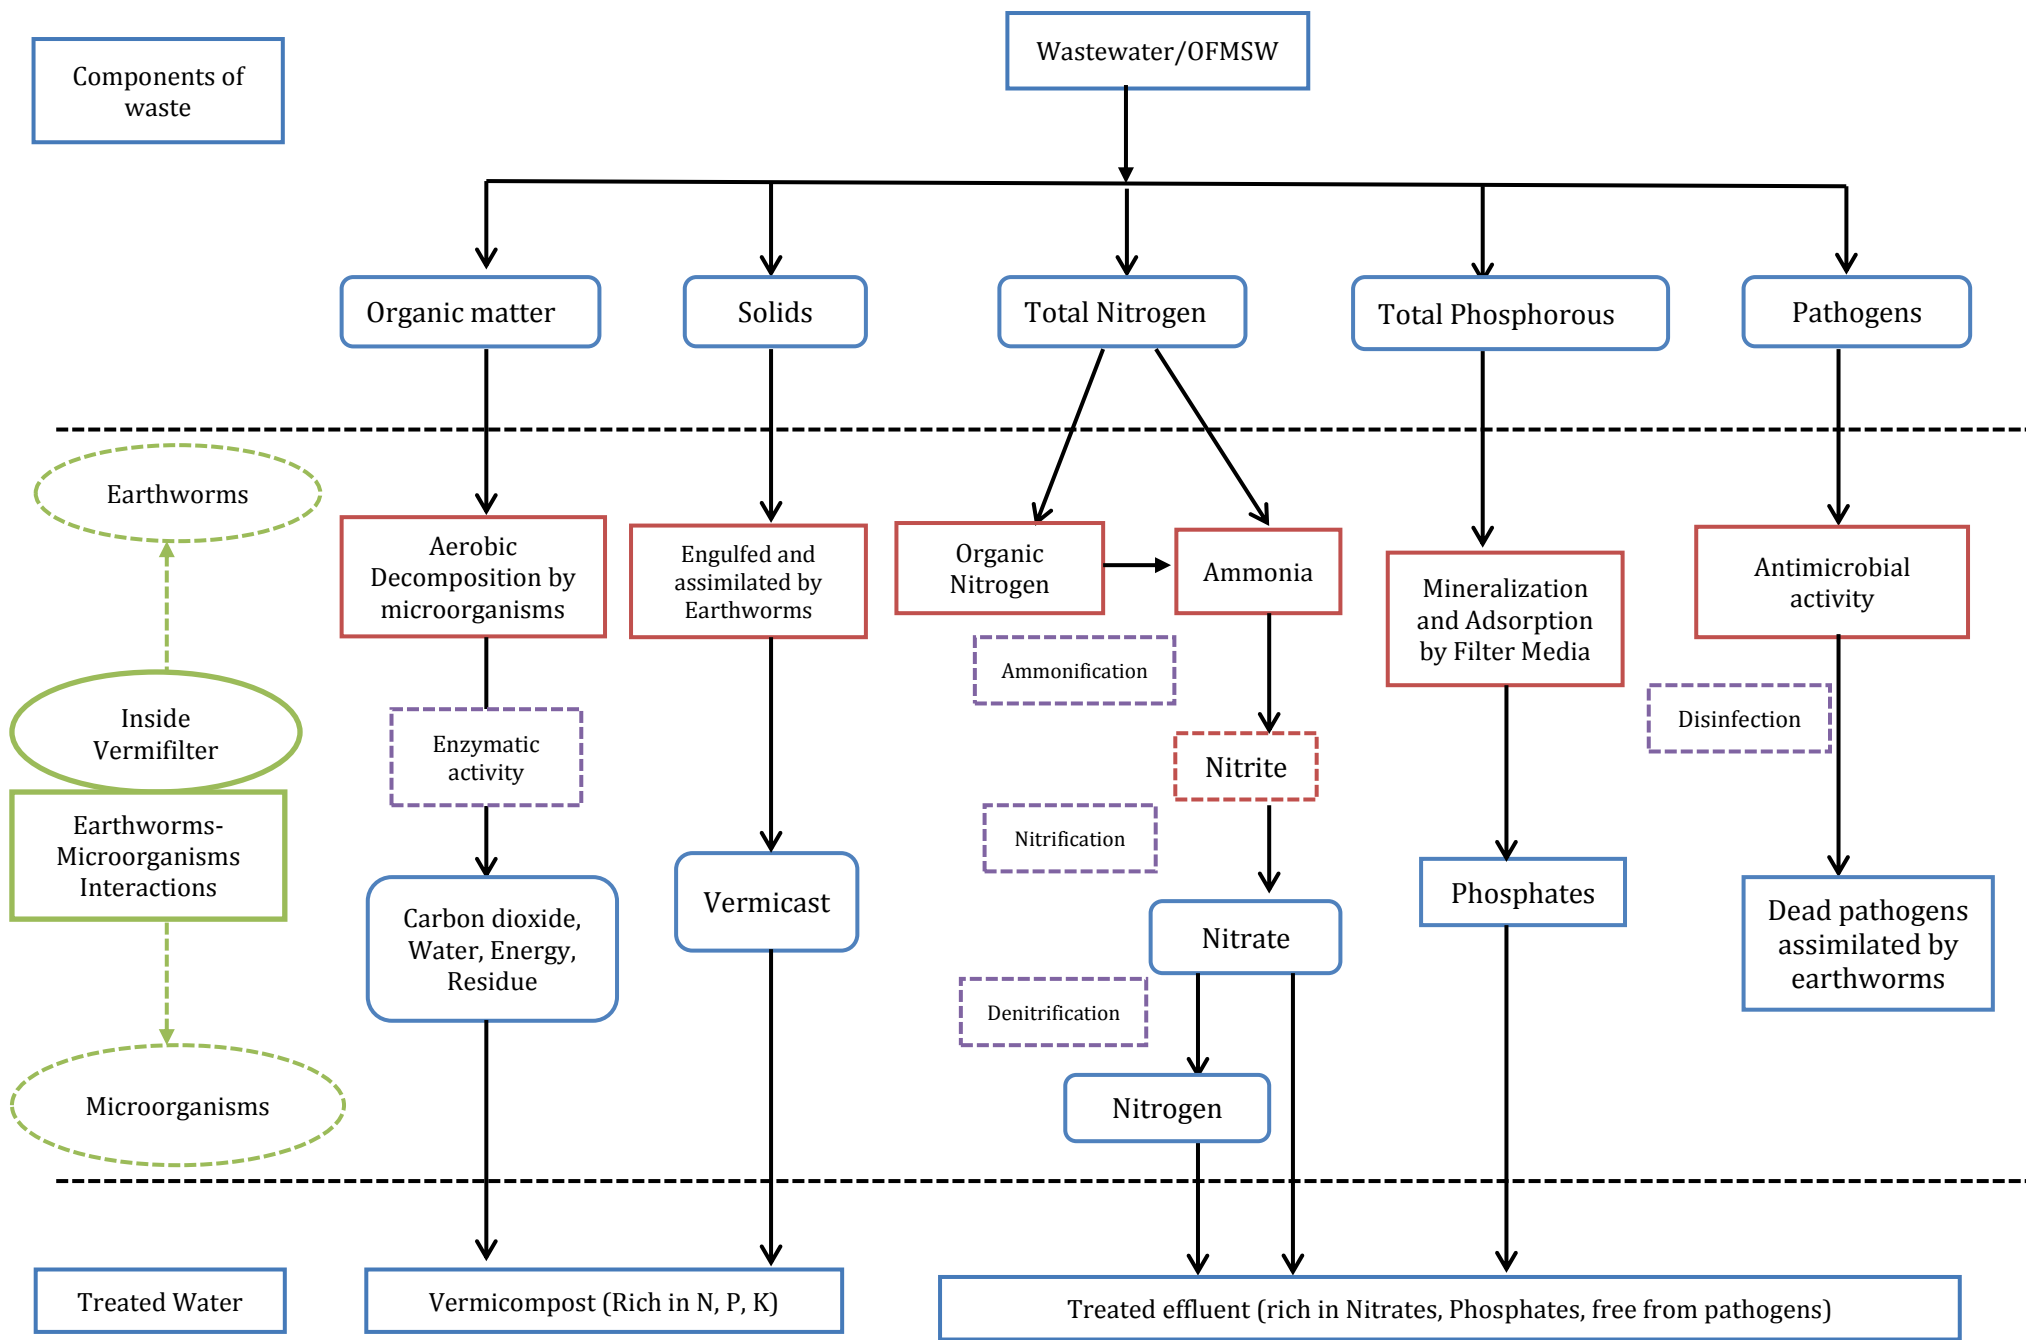 Components of
waste
Wastewater/OFMSW
Organic matter
Solids
Total Nitrogen
Total Phosphorous
Pathogens
Earthworms
Aerobic
Decomposition by
microorganisms
Engulfed and
assimilated by
Earthworms
Organic
Nitrogen
Ammonia
Mineralization
and Adsorption
by Filter Media
Antimicrobial
activity
Ammonification
Disinfection
Inside
Vermifilter
Enzymatic
activity
Nitrite
Earthworms-
Microorganisms
Interactions
Nitrification
Carbon dioxide,
Water, Energy,
Residue
Vermicast
Nitrate
Phosphates
Dead pathogens
assimilated by
earthworms
Denitrification
Microorganisms
Nitrogen
Treated Water
Vermicompost (Rich in N, P, K)
Treated effluent (rich in Nitrates, Phosphates, free from pathogens)